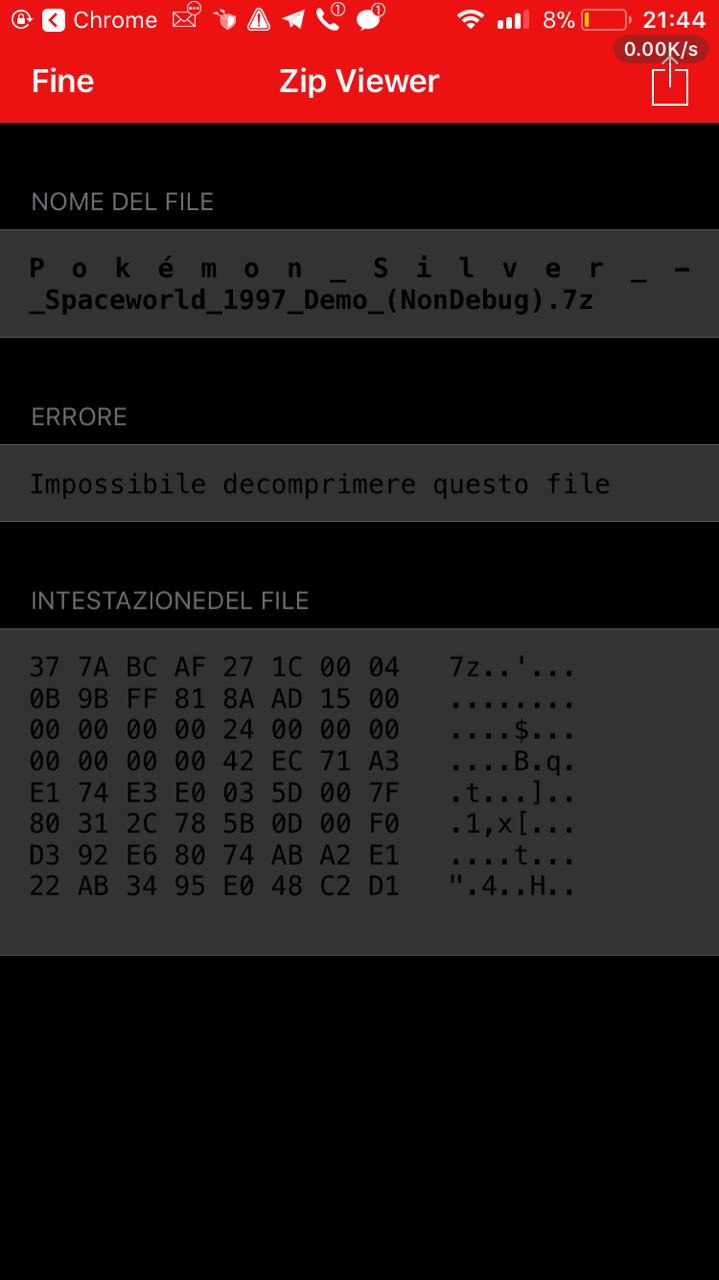 Chrome 1 1 8% 21:44
0.00K/s
Fine Zip Viewer
NOME DEL FILE
Pokémon_Silver_-
_Spaceworld_1997_Demo_(NonDebug).7z
ERRORE
Impossibile decomprimere questo file
INTESTAZIONEDEL FILE
37 7A BC AF 27 1C 00 04 7z..'...
0B 9B FF 81 8A AD 15 00 ........
00 00 00 00 24 00 00 00 ....$...
00 00 00 00 42 EC 71 A3 ....B.q.
E1 74 E3 E0 03 5D 00 7F .t...]..
80 31 2C 78 5B 0D 00 F0 .1,x[...
D3 92 E6 80 74 AB A2 E1 ....t...
22 AB 34 95 E0 48 C2 D1 ".4..H..